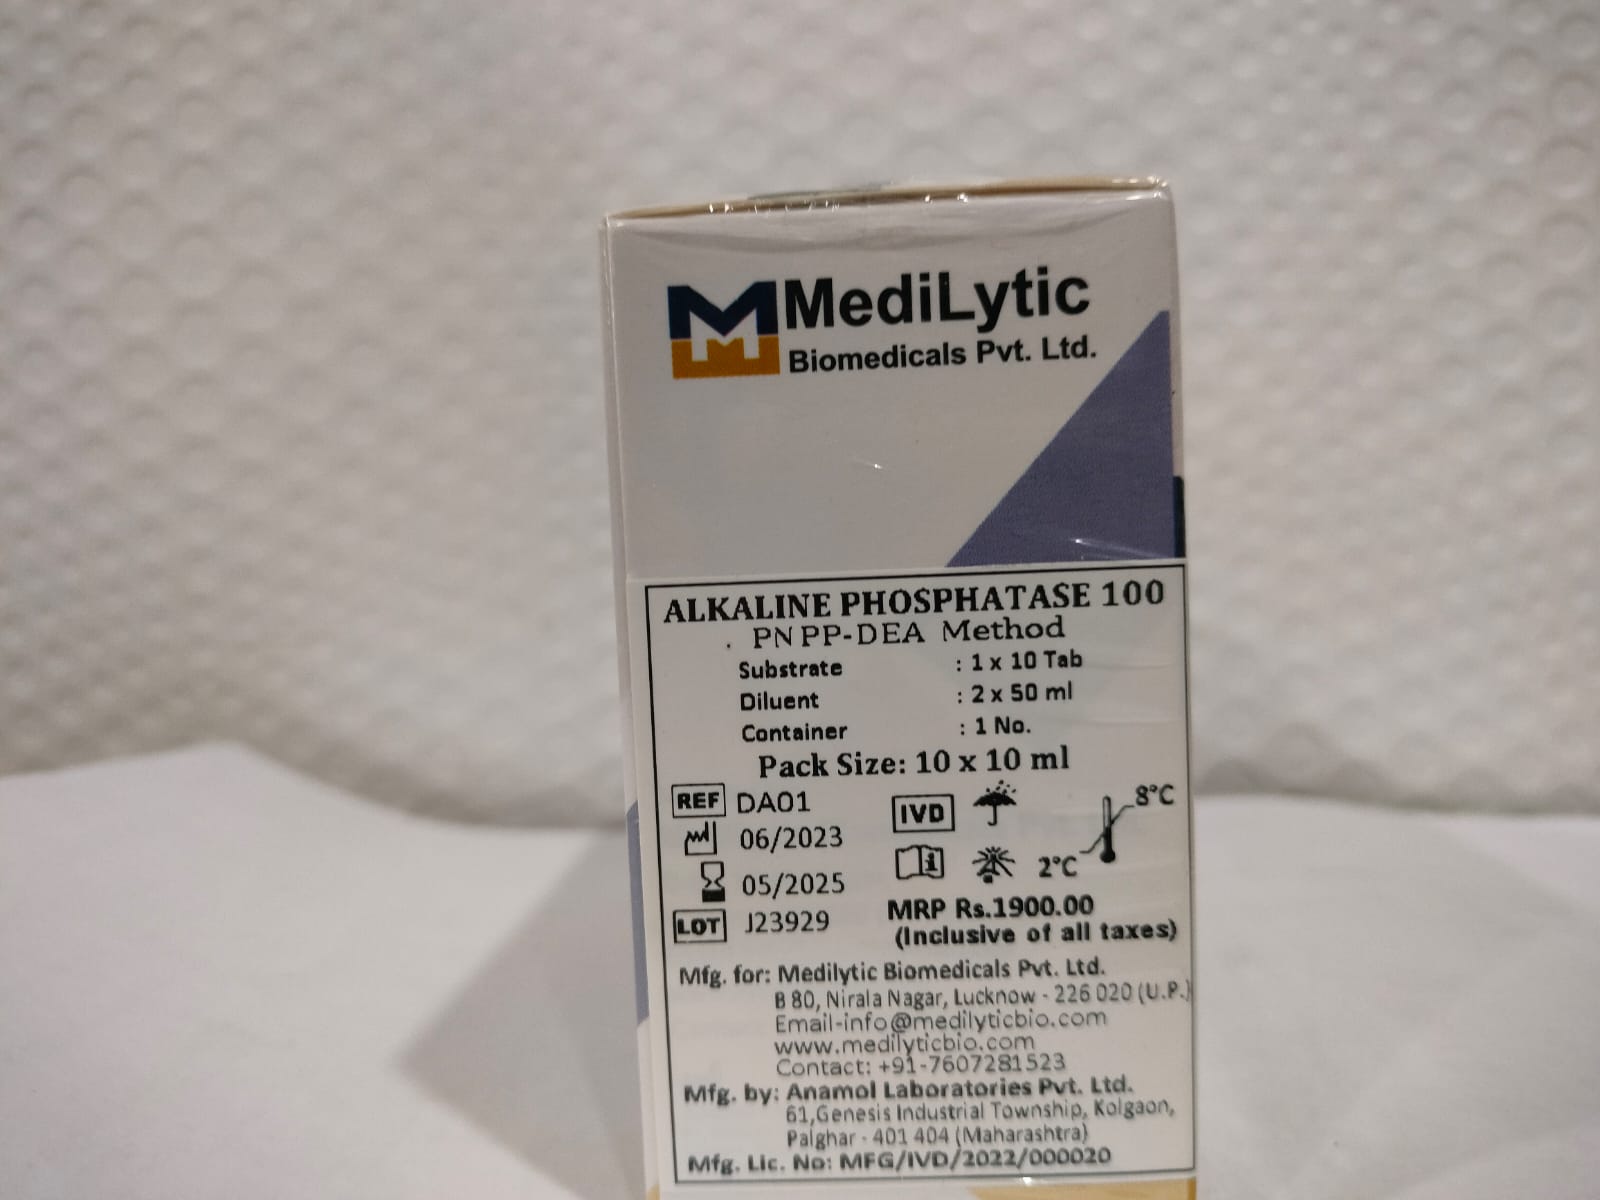 MediLytic
Biomedicals Pvt. Ltd.
ALKALINE PHOSPHATASE 100
PNPP-DEA Method
Substrate : 1 x 10 Tab
Diluent : 2 x 50 ml
Container : 1 No.
Pack Size: 10 x 10 ml
REF DA01
IVD
8°C
06/2023
2°C
05/2025
LOT J23929
MRP Rs.1900.00
(Inclusive of all taxes)
Mfg. for: Medilytic Biomedicals Pvt. Ltd.
B 80, Nirala Nagar, Lucknow - 226 020 (U.P.)
Email-info@medilyticbio.com
www.medilyticbio.com
Contact: +91-7607281523
Mfg. by: Anamol Laboratories Pvt. Ltd.
61,Genesis Industrial Township, Kolgaon,
Palghar - 401 404 (Maharashtra)
Mfg. Lic. No: MFG/IVD/2022/000020